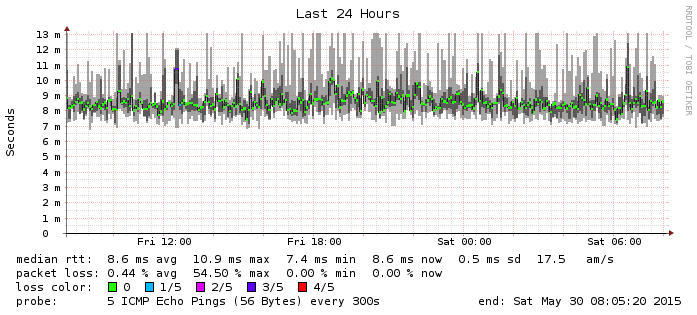 Last 24 Hours
RRDTOOL / TOBI OETIKER
Seconds
13 m
12 m
11 m
10 m
9 m
8 m
7 m
6 m
5 m
4 m
3 m
2 m
1 m
0
Fri 12:00 Fri 18:00 Sat 00:00 Sat 06:00
median rtt: 8.6 ms avg 10.9 ms max 7.4 ms min 8.6 ms now 0.5 ms sd 17.5 am/s
packet loss: 0.44 % avg 54.50 % max 0.00 % min 0.00 % now
loss color: 0 1/5 2/5 3/5 4/5
probe: 5 ICMP Echo Pings (56 Bytes) every 300s end: Sat May 30 08:05:20 2015